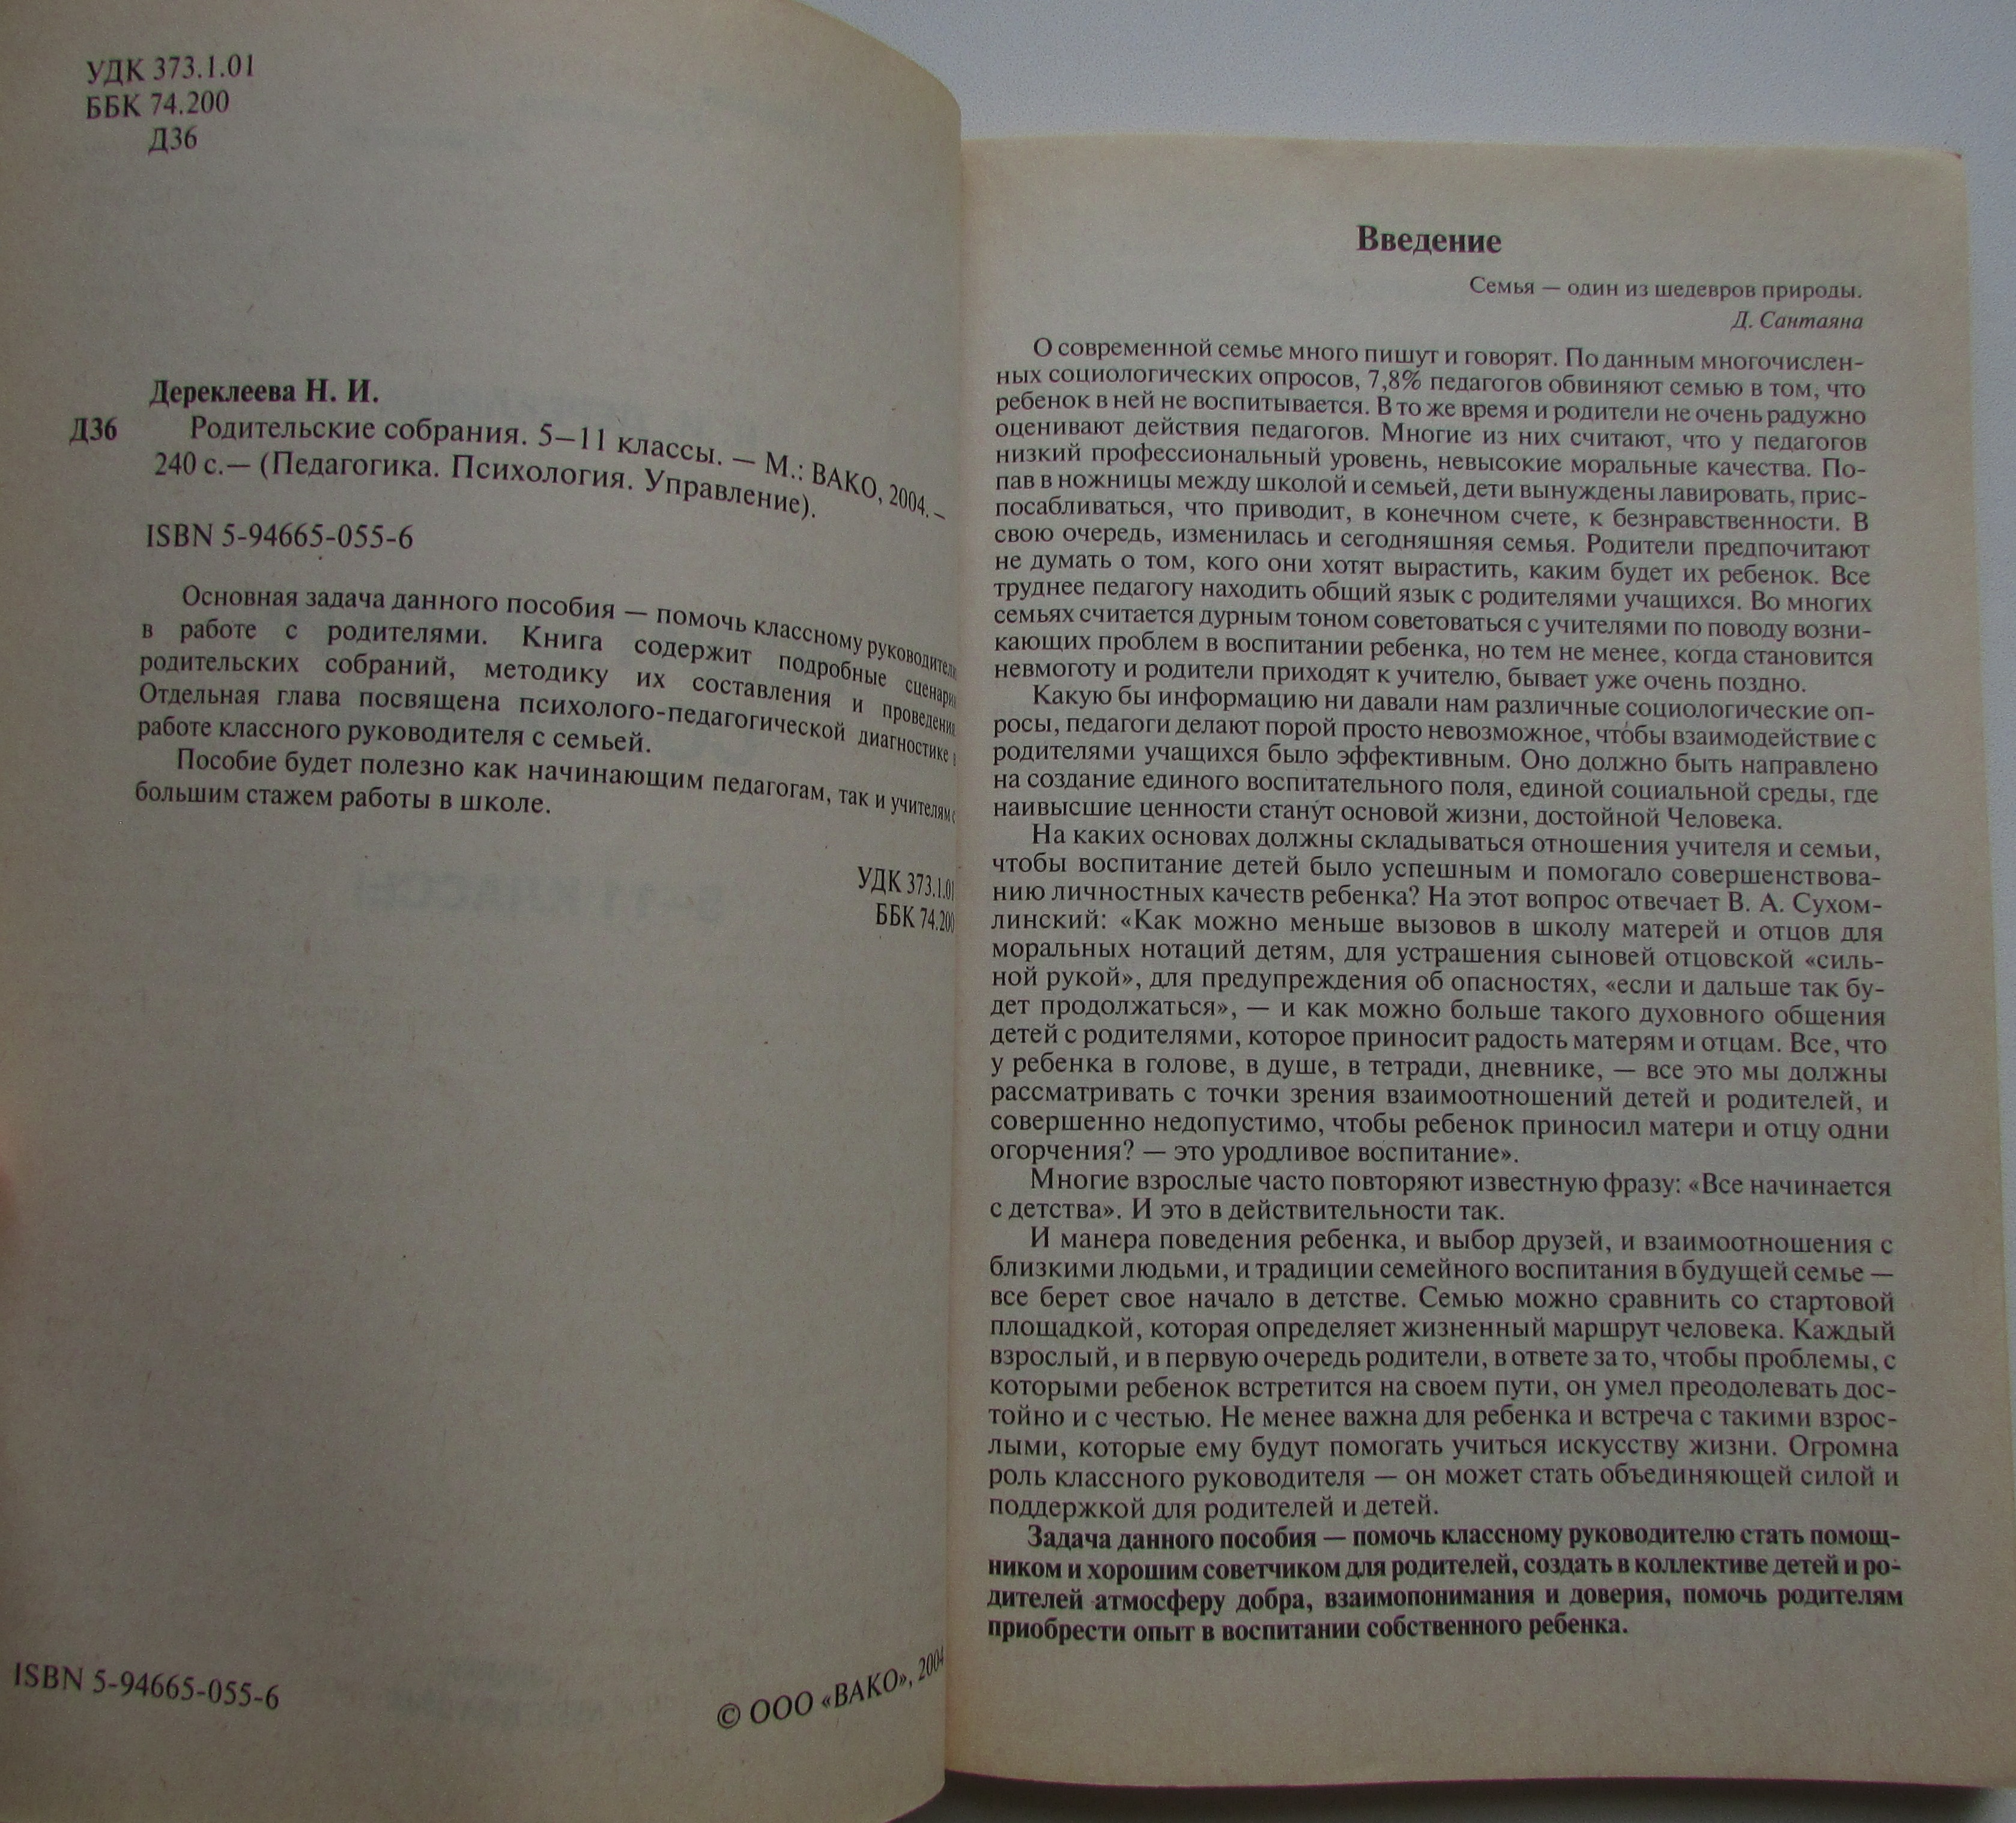 УДК 373.1.01
ББК 74.200
Д36
Дереклеева Н. И.
Д36 Родительские собрания. 5–11 классы. — М.: ВАКО, 2004. –
240 с.— (Педагогика. Психология. Управление).
ISBN 5-94665-055-6
Основная задача данного пособия — помочь классному
в работе с родителями. Книга содержит подробные
родительских собраний, методику их составления и
Отдельная глава посвящена психолого-педагогической диагностике в
работе классного руководителя с семьей.
Пособие будет полезно как начинающим педагогам, так и учителям с
большим стажем работы в школе.
УДК 373.1.01
ББК 74.200
ISBN 5-94665-055-6
© ООО «ВАКО», 2004
Введение
Семья — один из шедевров природы.
Д. Сантаяна
О современной семье много пишут и говорят. По данным многочислен-
ных социологических опросов, 7,8% педагогов обвиняют семью в том, что
ребенок в ней не воспитывается. В то же время и родители не очень радужно
оценивают действия педагогов. Многие из них считают, что у педагогов
низкий профессиональный уровень, невысокие моральные качества. По-
пав в ножницы между школой и семьей, дети вынуждены лавировать, прис-
посабливаться, что приводит, в конечном счете, к безнравственности. В
свою очередь, изменилась и сегодняшняя семья. Родители предпочитают
не думать о том, кого они хотят вырастить, каким будет их ребенок. Все
труднее педагогу находить общий язык с родителями учащихся. Во многих
семьях считается дурным тоном советоваться с учителями по поводу возни-
кающих проблем в воспитании ребенка, но тем не менее, когда становится
невмоготу и родители приходят к учителю, бывает уже очень поздно.
Какую бы информацию ни давали нам различные социологические оп-
росы, педагоги делают порой просто невозможное, чтобы взаимодействие с
родителями учащихся было эффективным. Оно должно быть направлено
на создание единого воспитательного поля, единой социальной среды, где
наивысшие ценности станут основой жизни, достойной Человека.
На каких основах должны складываться отношения учителя и семьи,
чтобы воспитание детей было успешным и помогало совершенствова-
нию личностных качеств ребенка? На этот вопрос отвечает В. А. Сухом-
линский: «Как можно меньше вызовов в школу матерей и отцов для
моральных нотаций детям, для устрашения сыновей отцовской «силь-
ной рукой», для предупреждения об опасностях, «если и дальше так бу-
дет продолжаться», — и как можно больше такого духовного общения
детей с родителями, которое приносит радость матерям и отцам. Все, что
у ребенка в голове, в душе, в тетради, дневнике, — все это мы должны
рассматривать с точки зрения взаимоотношений детей и родителей, и
совершенно недопустимо, чтобы ребенок приносил матери и отцу одни
огорчения? — это уродливое воспитание».
Многие взрослые часто повторяют известную фразу: «Все начинается
с детства». И это в действительности так.
И манера поведения ребенка, и выбор друзей, и взаимоотношения с
близкими людьми, и традиции семейного воспитания в будущей семье —
все берет свое начало в детстве. Семью можно сравнить со стартовой
площадкой, которая определяет жизненный маршрут человека. Каждый
взрослый, и в первую очередь родители, в ответе за то, чтобы проблемы, с
которыми ребенок встретится на своем пути, он умел преодолевать дос-
тойно и с честью. Не менее важна для ребенка и встреча с такими взрос-
лыми, которые ему будут помогать учиться искусству жизни. Огромна
роль классного руководителя — он может стать объединяющей силой и
поддержкой для родителей и детей.
Задача данного пособия — помочь классному руководителю стать помощ-
ником и хорошим советчиком для родителей, создать в коллективе детей и ро-
дителей атмосферу добра, взаимопонимания и доверия, помочь родителям
приобрести опыт в воспитании собственного ребенка.